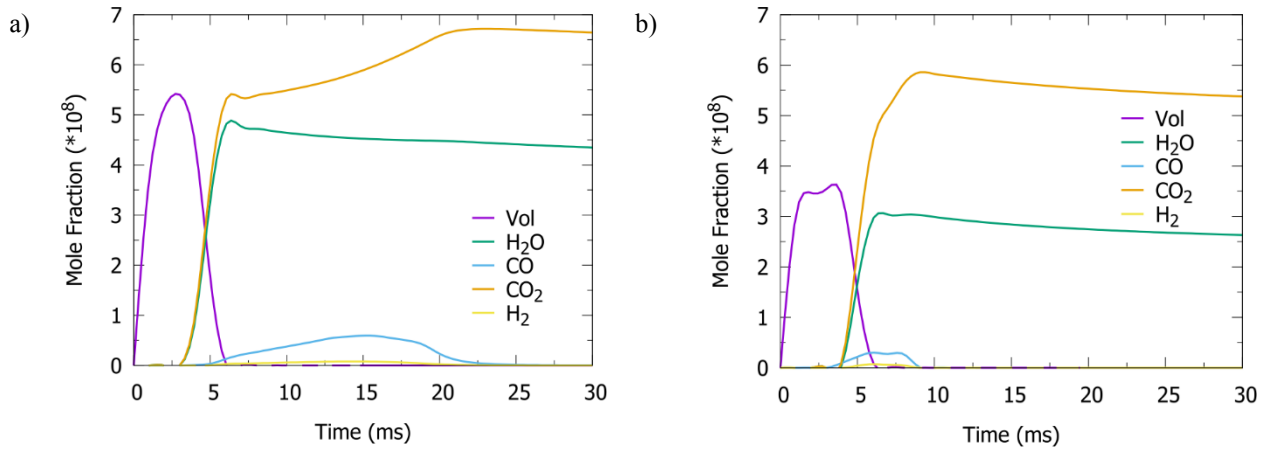 a)
7
6
5
4
3
2
1
0
Mole Fraction (*10⁸)
Vol
H₂O
CO
CO₂
H₂
0 5 10 15 20 25 30
Time (ms)
b)
7
6
5
4
3
2
1
0
Mole Fraction (*10⁸)
Vol
H₂O
CO
CO₂
H₂
0 5 10 15 20 25 30
Time (ms)